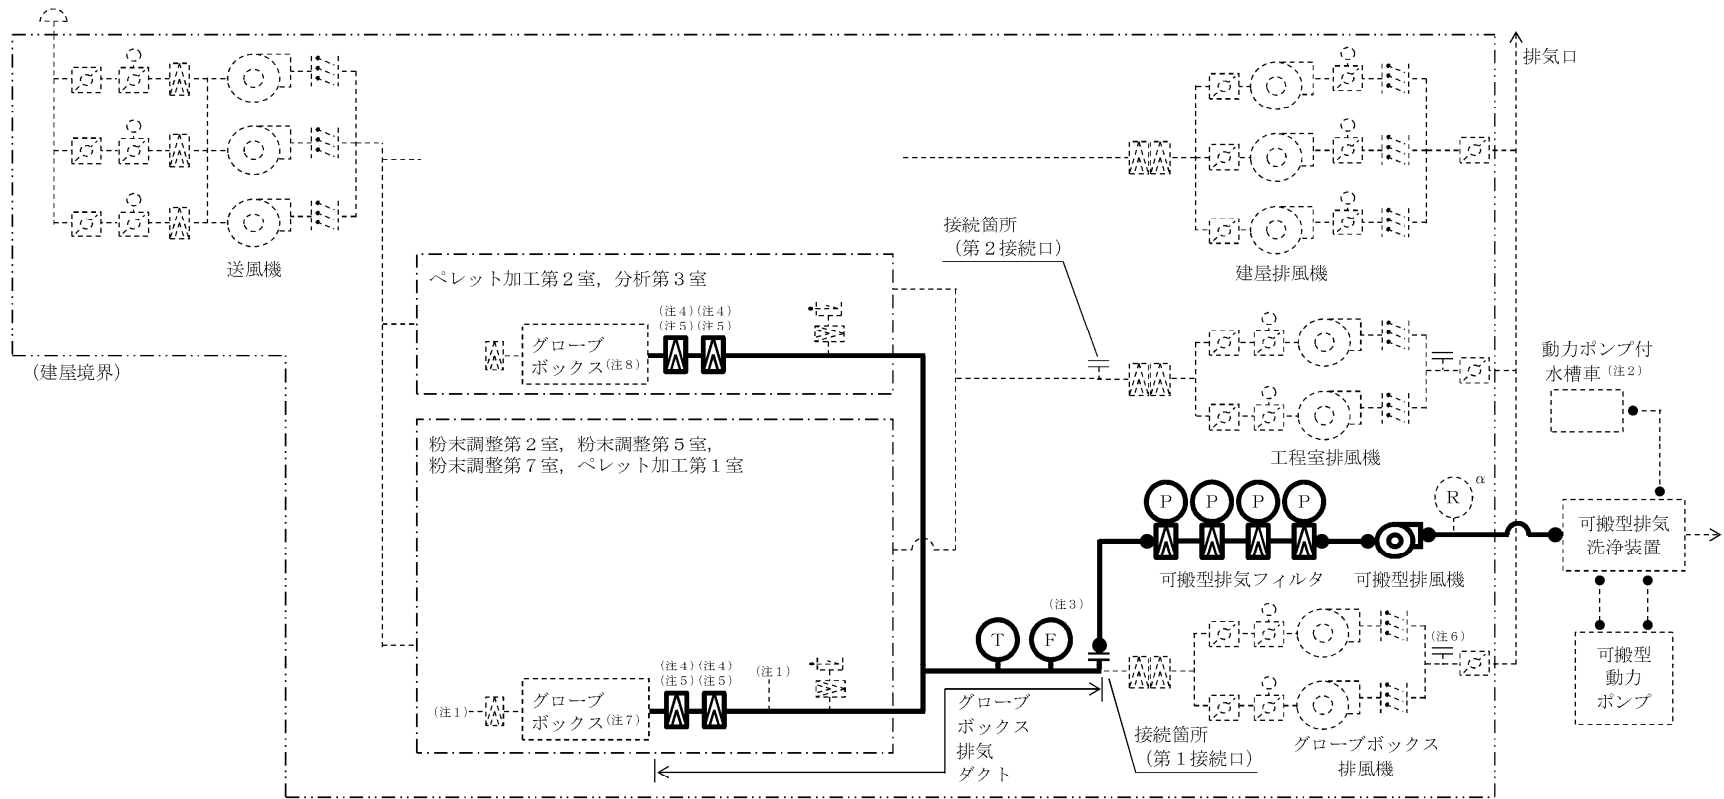 排気口
送風機
建屋排風機
接続箇所
（第２接続口）
ペレット加工第２室，分析第３室
（注４）（注４）
（注５）（注５）
グローブ
ボックス（注８）
（建屋境界）
工程室排風機
動力ポンプ付
水槽車（注２）
粉末調整第２室，粉末調整第５室，
粉末調整第７室，ペレット加工第１室
P P P P
R α
可搬型排気
洗浄装置
可搬型排気フィルタ
可搬型排風機
（注３）
T F
（注６）
可搬型
動力
ポンプ
（注４）（注４）
（注５）（注５）
（注１）
（注１）
グローブ
ボックス（注７）
グローブ
ボックス
排気
ダクト
接続箇所
（第１接続口）
グローブボックス
排風機